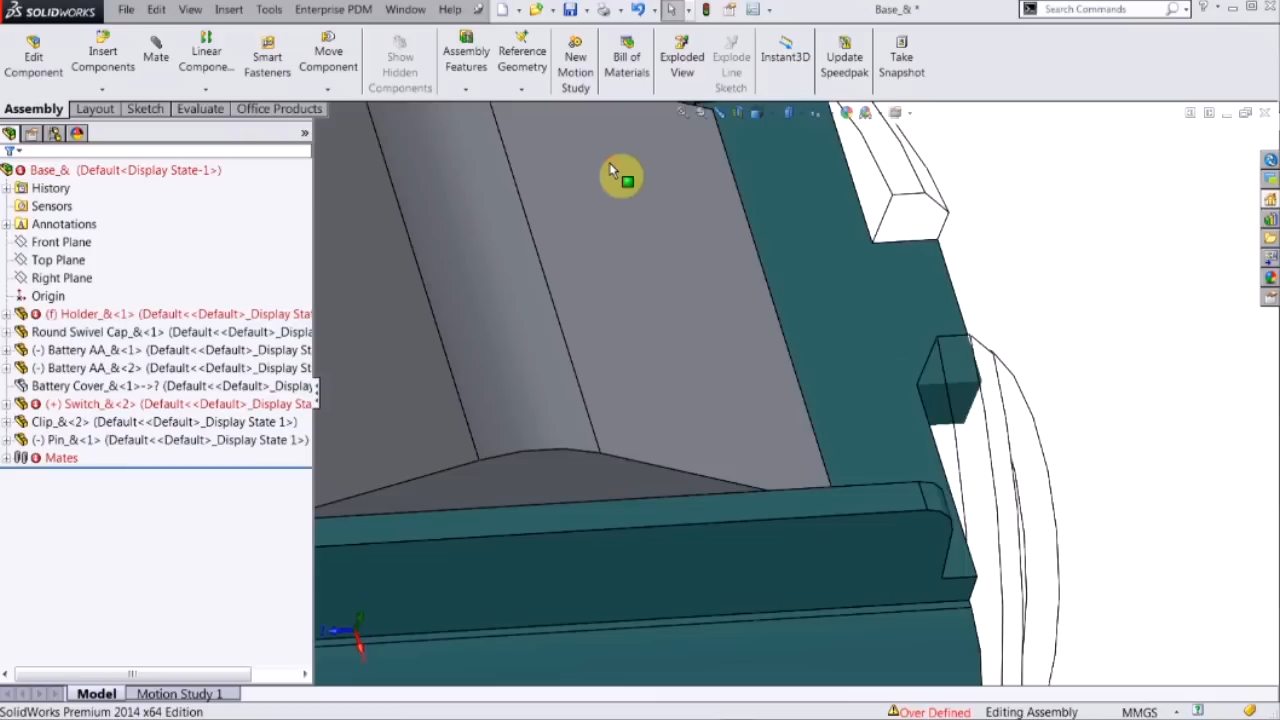 SOLIDWORKS File Edit View Insert Tools Enterprise PDM Window Help Base_& * Search Commands
Edit Component
Insert Components
Mate
Linear Compone...
Smart Fasteners
Move Component
Show Hidden Components
Assembly Features
Reference Geometry
New Motion Study
Bill of Materials
Exploded View
Explode Line Sketch
Instant3D
Update Speedpak
Take Snapshot
Assembly Layout Sketch Evaluate Office Products
Base_& (Default<Display State-1>)
History
Sensors
Annotations
Front Plane
Top Plane
Right Plane
Origin
(f) Holder_&<1> (Default<<Default>_Display Sta
Round Swivel Cap_&<1> (Default<<Default>_Displa
(-) Battery AA_&<1> (Default<<Default>_Display St
(-) Battery AA_&<2> (Default<<Default>_Display St
Battery Cover_&<1>->? (Default<<Default>_Display
(+) Switch_&<2> (Default<<Default>_Display Sta
Clip_&<2> (Default<<Default>_Display State 1>)
(-) Pin_&<1> (Default<<Default>_Display State 1>)
Mates
Model Motion Study 1
SolidWorks Premium 2014 x64 Edition Over Defined Editing Assembly MMGS